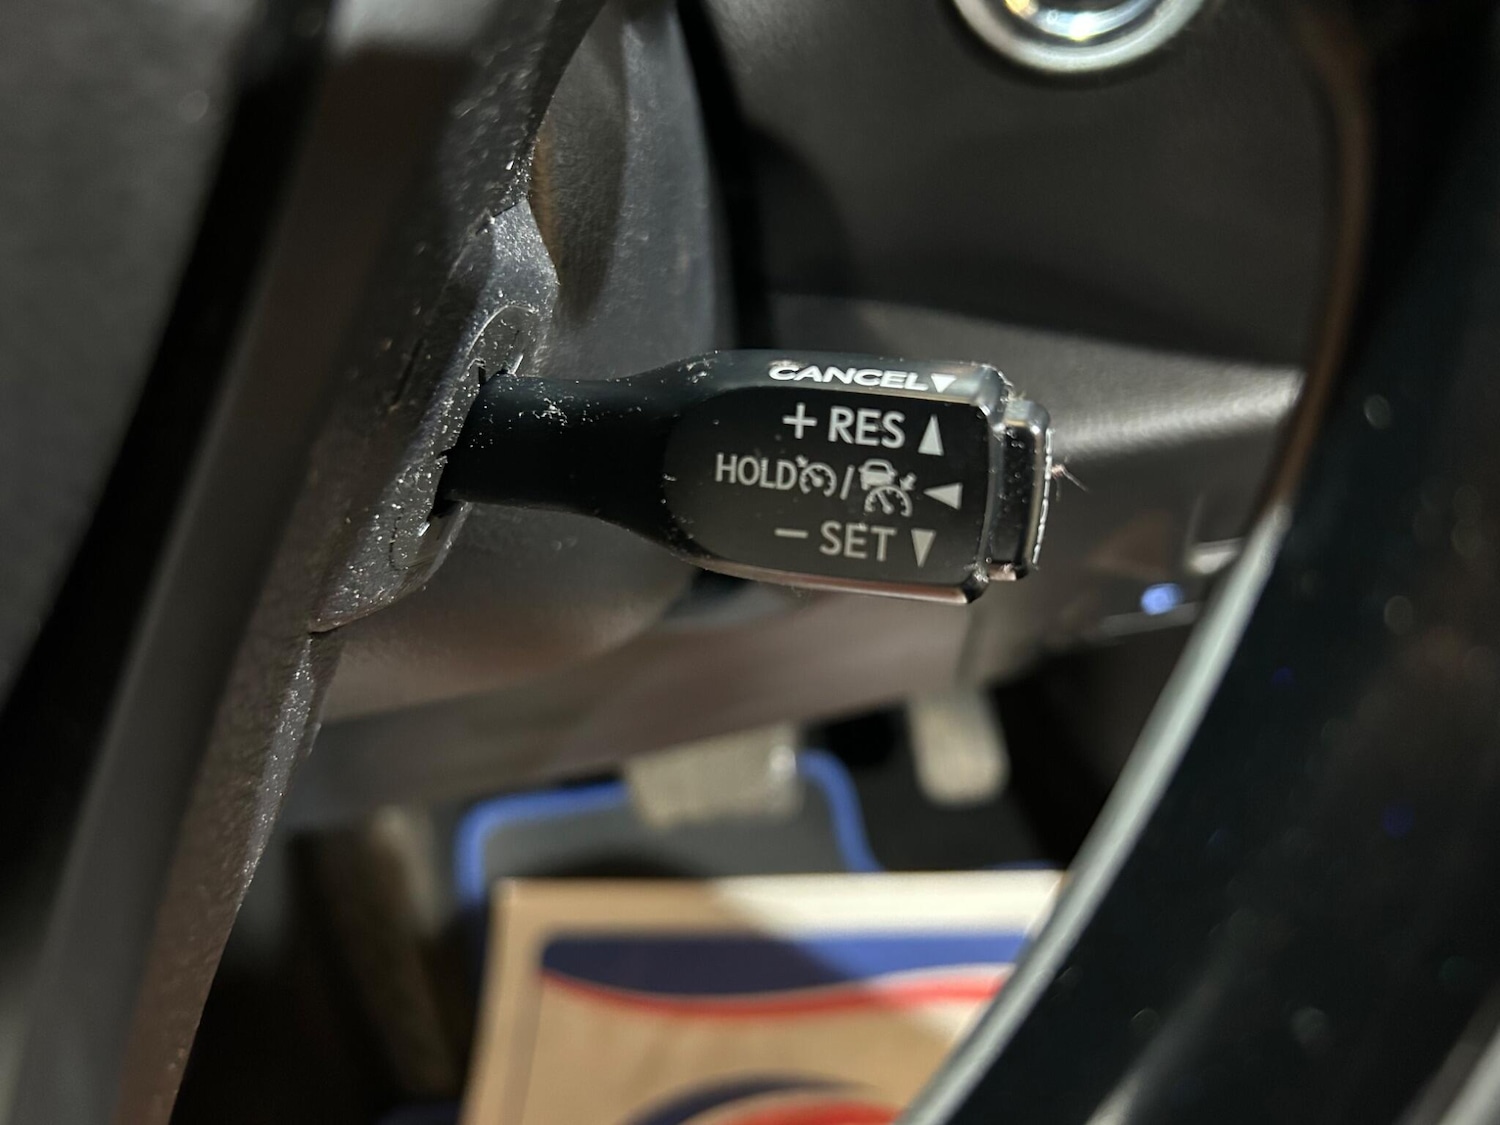 CANCEL▼
+ RES ▲
HOLD / ◀
− SET ▼